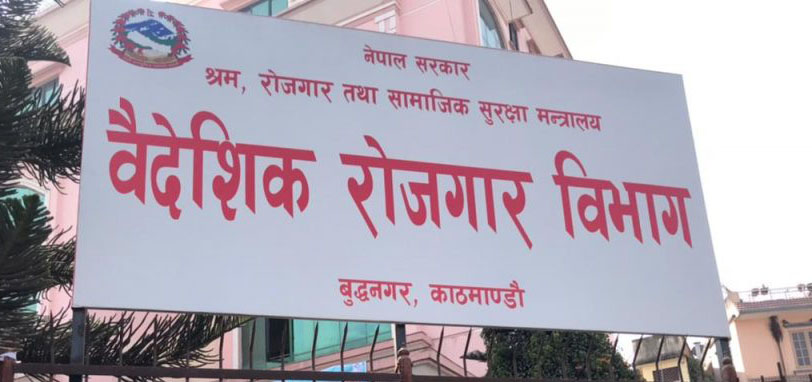 नेपाल सरकार
श्रम, रोजगार तथा सामाजिक सुरक्षा मन्त्रालय
वैदेशिक रोजगार विभाग
बुद्धनगर, काठमाण्डौ